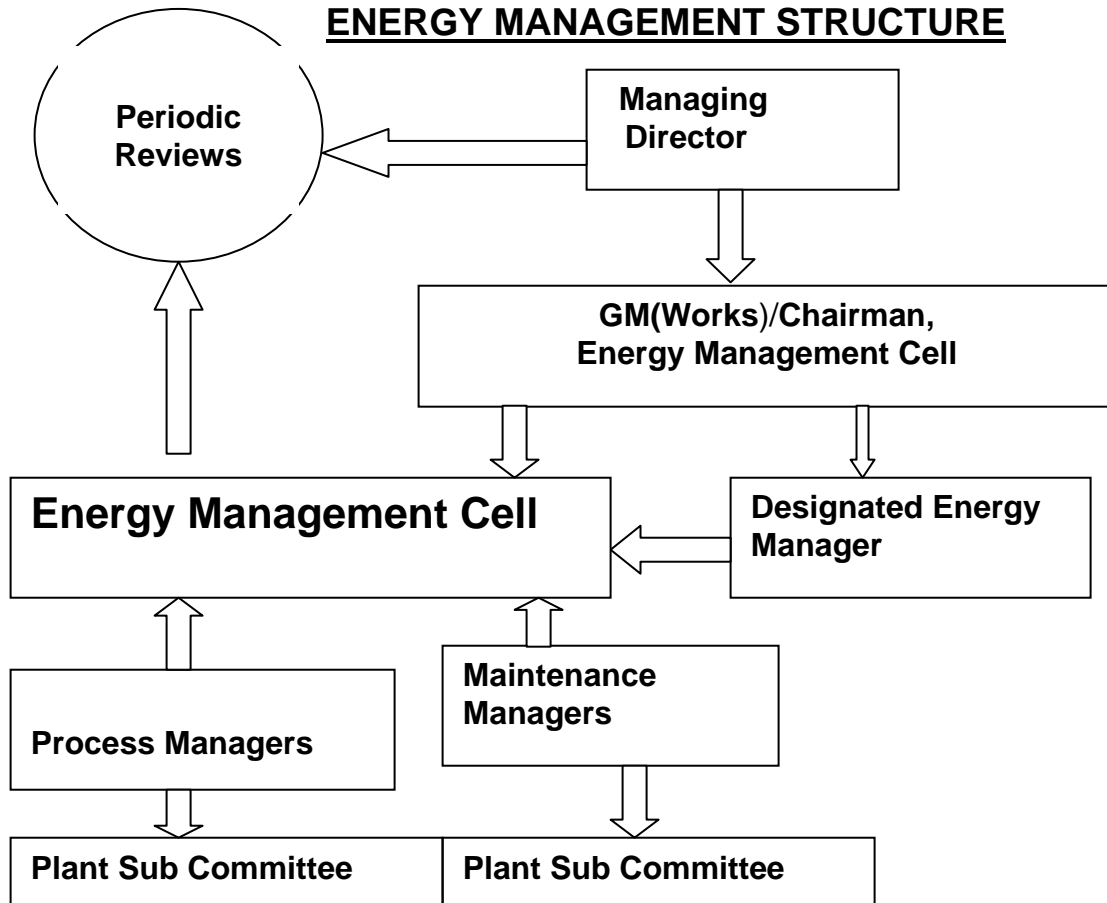 ENERGY MANAGEMENT STRUCTURE
Periodic
Reviews
Managing
Director
GM(Works)/Chairman,
Energy Management Cell
Energy Management Cell
Designated Energy
Manager
Process Managers
Maintenance
Managers
Plant Sub Committee
Plant Sub Committee